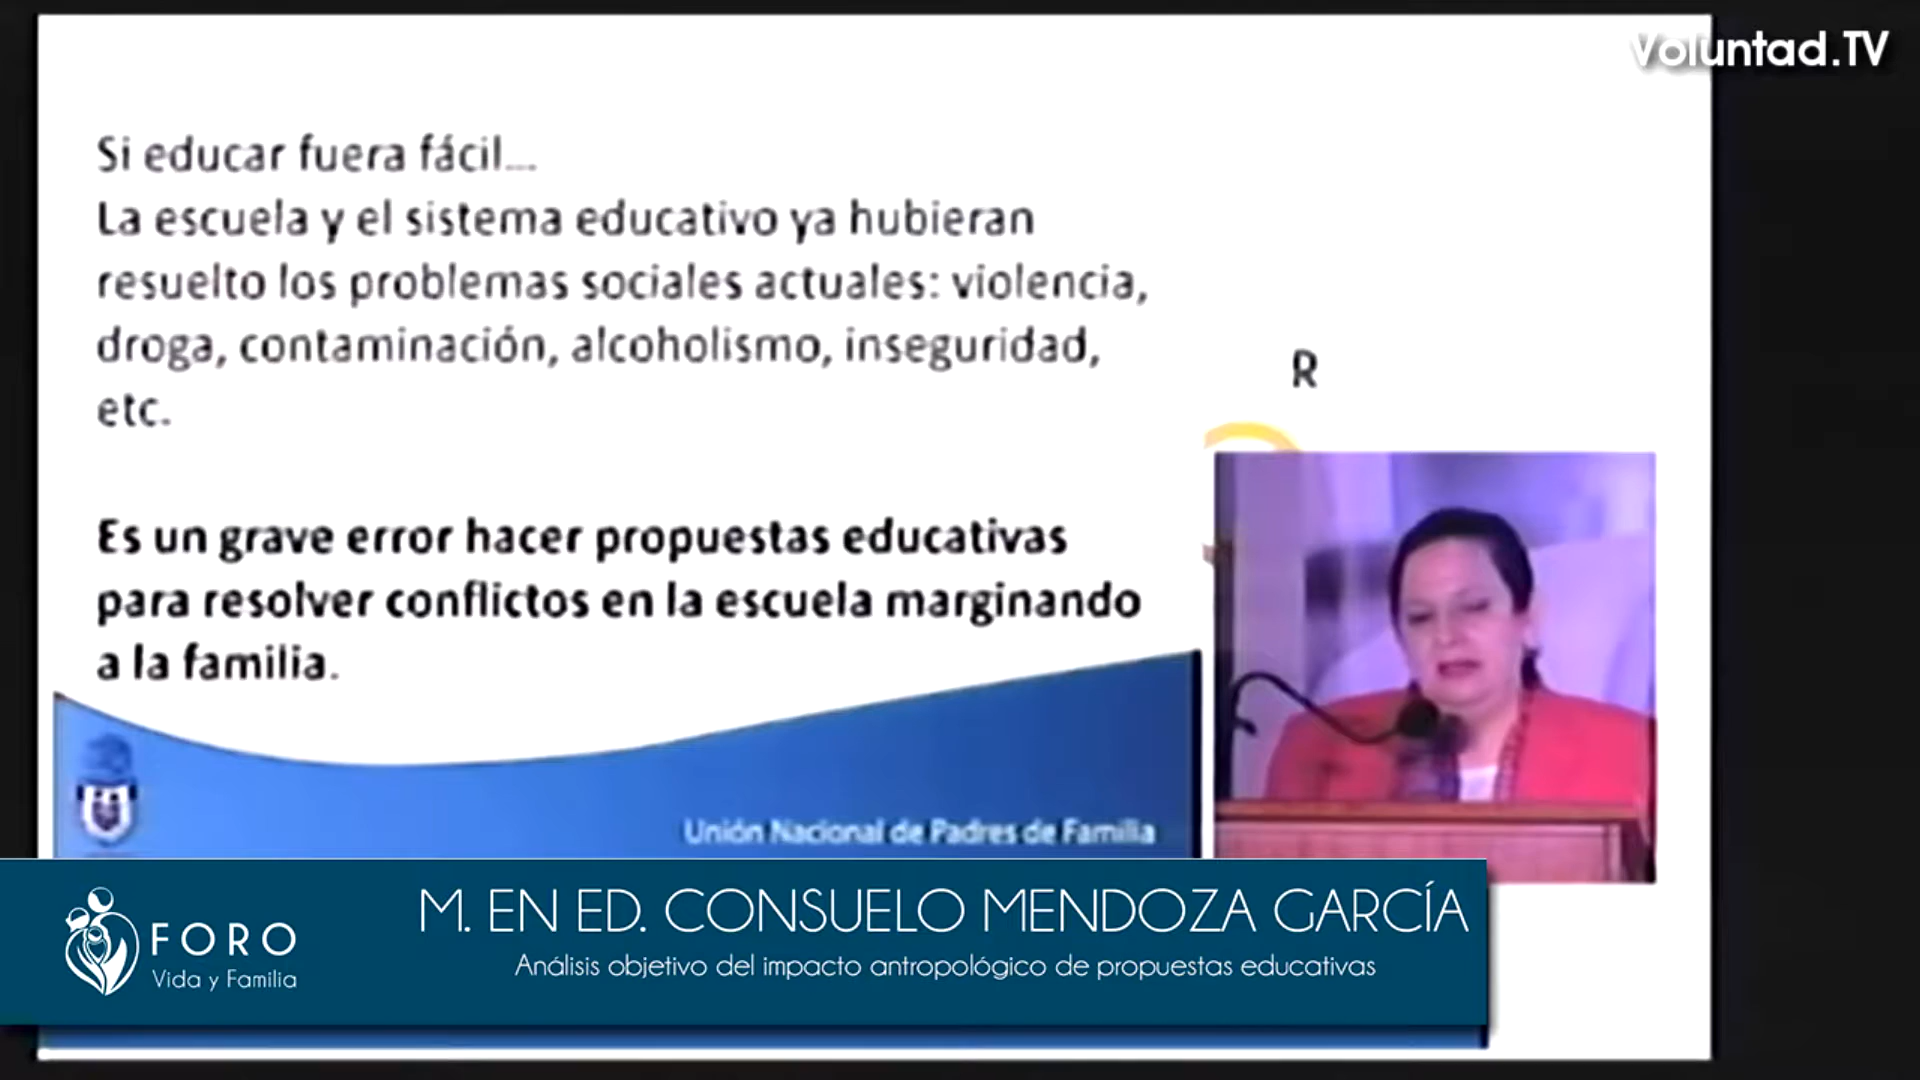 Voluntad.TV
Si educar fuera fácil...
La escuela y el sistema educativo ya hubieran
resuelto los problemas sociales actuales: violencia,
droga, contaminación, alcoholismo, inseguridad,
etc.
R
Es un grave error hacer propuestas educativas
para resolver conflictos en la escuela marginando
a la familia.
Unión Nacional de Padres de Familia
FORO
Vida y Familia
M. EN ED. CONSUELO MENDOZA GARCÍA
Análisis objetivo del impacto antropológico de propuestas educativas